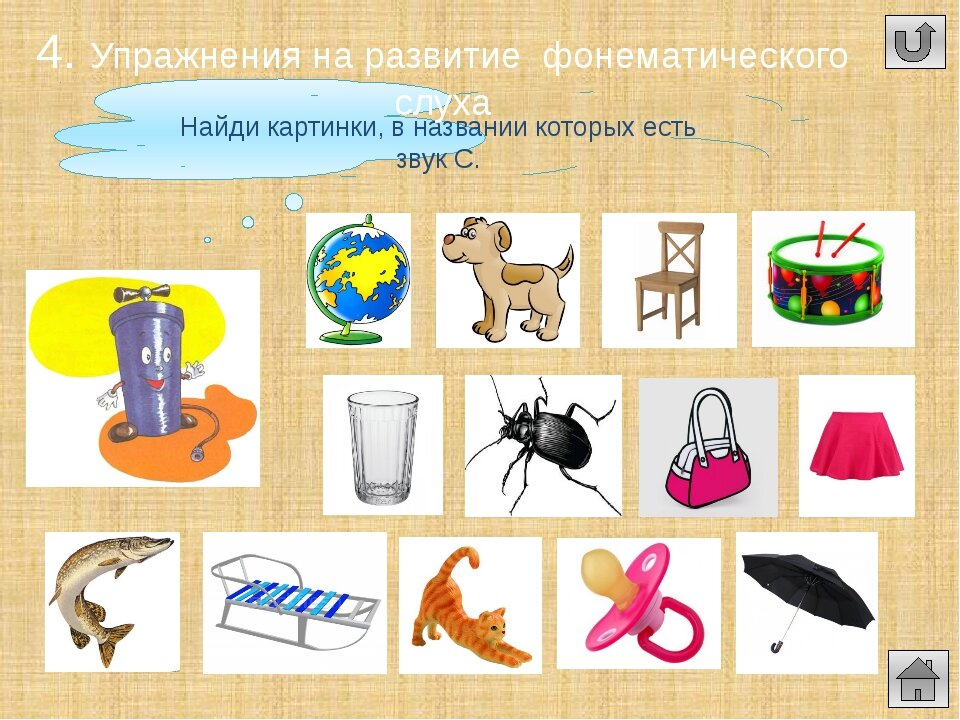 4. Упражнения на развитие фонематического
слуха
Найди картинки, в названии которых есть
звук С.